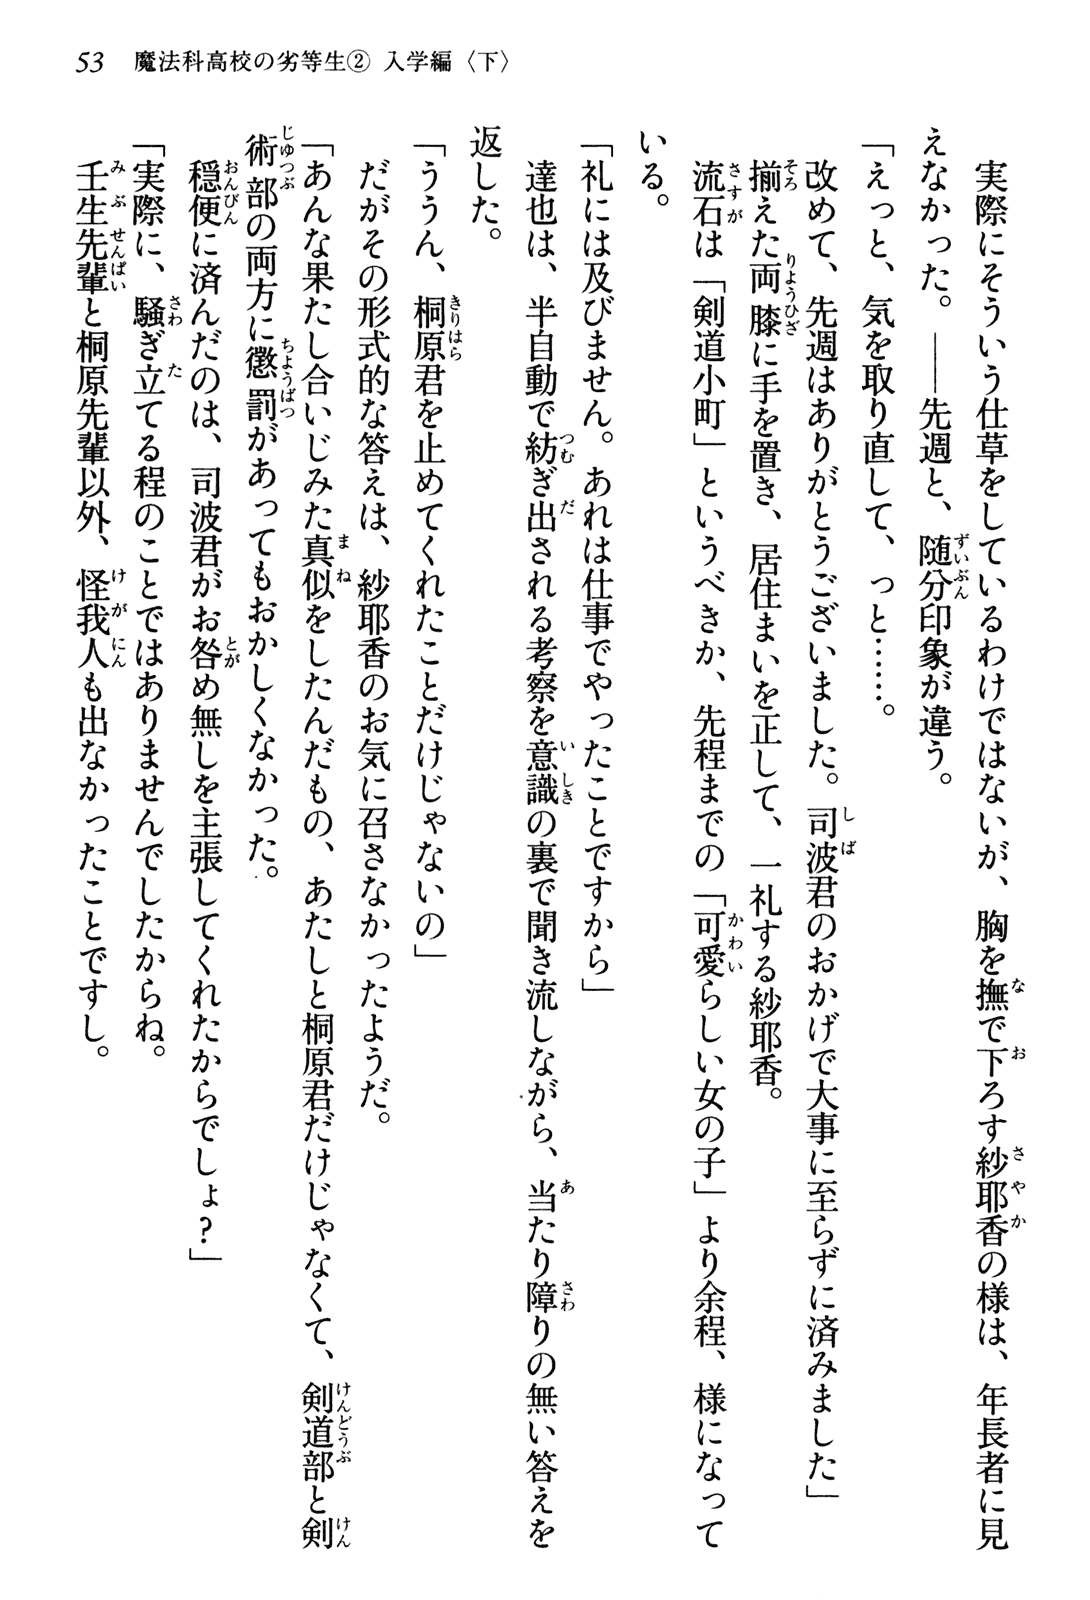 53 魔法科高校の劣等生② 入学編〈下〉
　実際にそういう仕草をしているわけではないが、胸を撫で下ろす紗耶香の様は、年長者に見
えなかった。――先週と、随分印象が違う。
「えっと、気を取り直して、っと……。
　改めて、先週はありがとうございました。司波君のおかげで大事に至らずに済みました」
　揃えた両膝に手を置き、居住まいを正して、一礼する紗耶香。
　流石は「剣道小町」というべきか、先程までの「可愛らしい女の子」より余程、様になって
いる。
「礼には及びません。あれは仕事でやったことですから」
　達也は、半自動で紡ぎ出される考察を意識の裏で聞き流しながら、当たり障りの無い答えを
返した。
「ううん、桐原君を止めてくれたことだけじゃないの」
　だがその形式的な答えは、紗耶香のお気に召さなかったようだ。
「あんな果たし合いじみた真似をしたんだもの、あたしと桐原君だけじゃなくて、剣道部と剣
術部の両方に懲罰があってもおかしくなかった。
　穏便に済んだのは、司波君がお咎め無しを主張してくれたからでしょ？」
「実際に、騒ぎ立てる程のことではありませんでしたからね。
　壬生先輩と桐原先輩以外、怪我人も出なかったことですし。